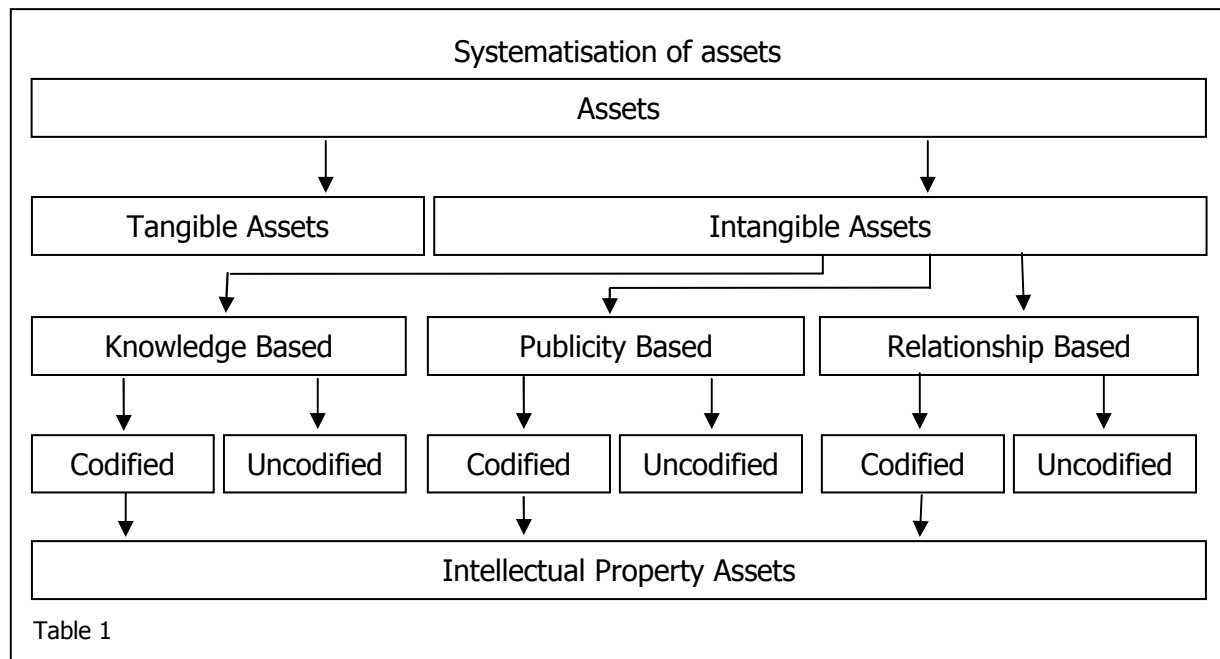 Systematisation of assets
Assets
Tangible Assets
Intangible Assets
Knowledge Based
Publicity Based
Relationship Based
Codified
Uncodified
Codified
Uncodified
Codified
Uncodified
Intellectual Property Assets
Table 1